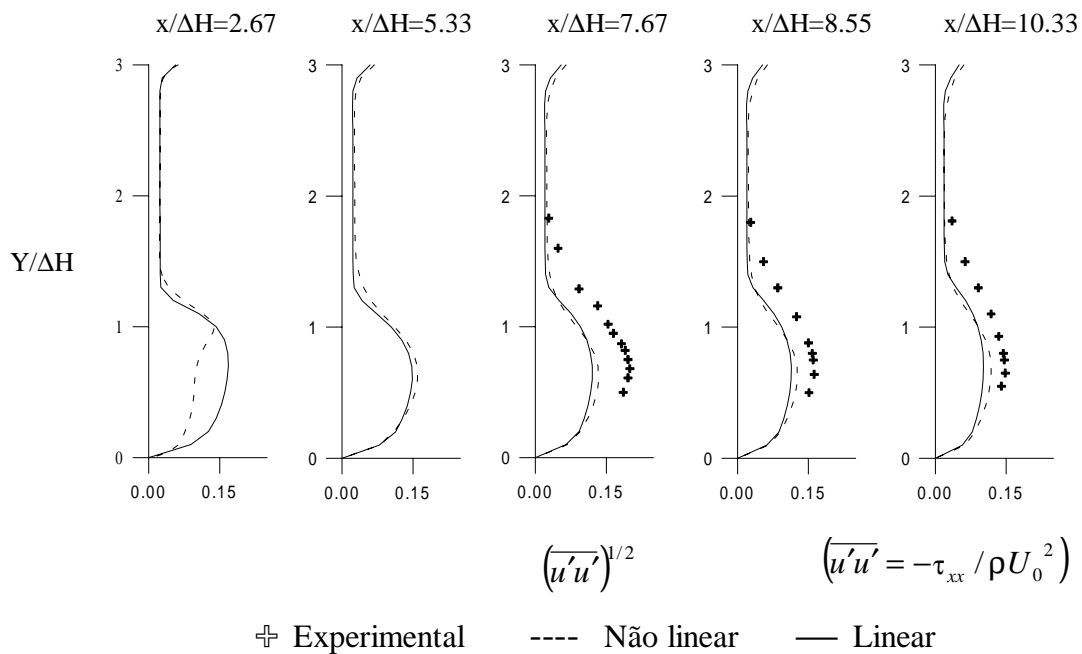 x/ΔH=2.67 x/ΔH=5.33 x/ΔH=7.67 x/ΔH=8.55 x/ΔH=10.33
3 3 3 3 3
2 2 2 2 2
Y/ΔH
1 1 1 1 1
0 0 0 0 0
0.00 0.15 0.00 0.15 0.00 0.15 0.00 0.15 0.00 0.15
(u′u′)^{1/2} (u′u′ = −τ_{xx} / ρU_0^2)
Experimental Não linear Linear